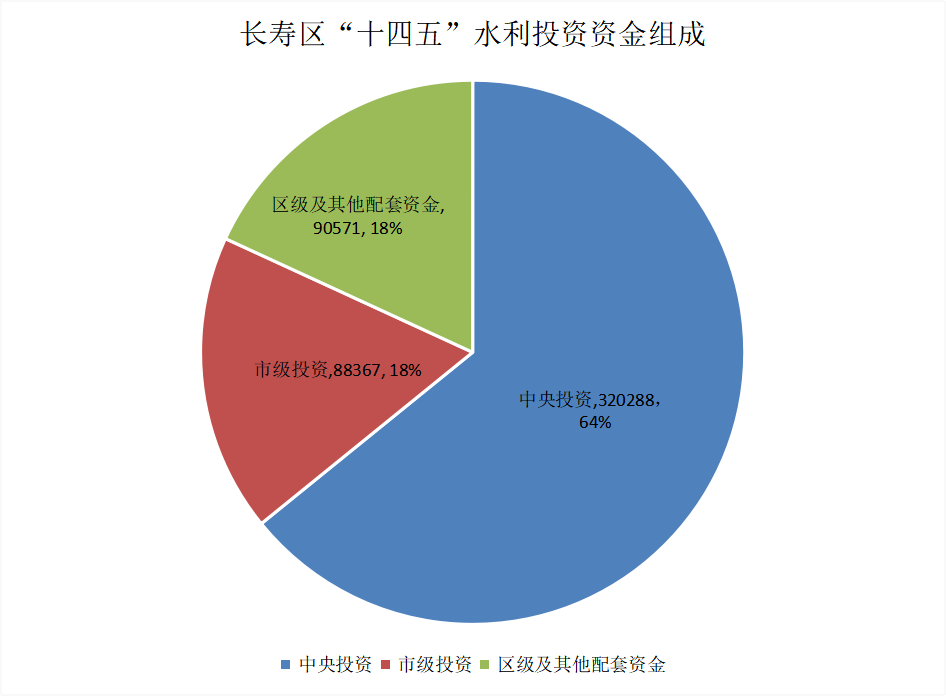 长寿区“十四五”水利投资资金组成
区级及其他配套资金,
90571, 18%
市级投资,88367, 18%
中央投资,320288，
64%
中央投资 市级投资 区级及其他配套资金